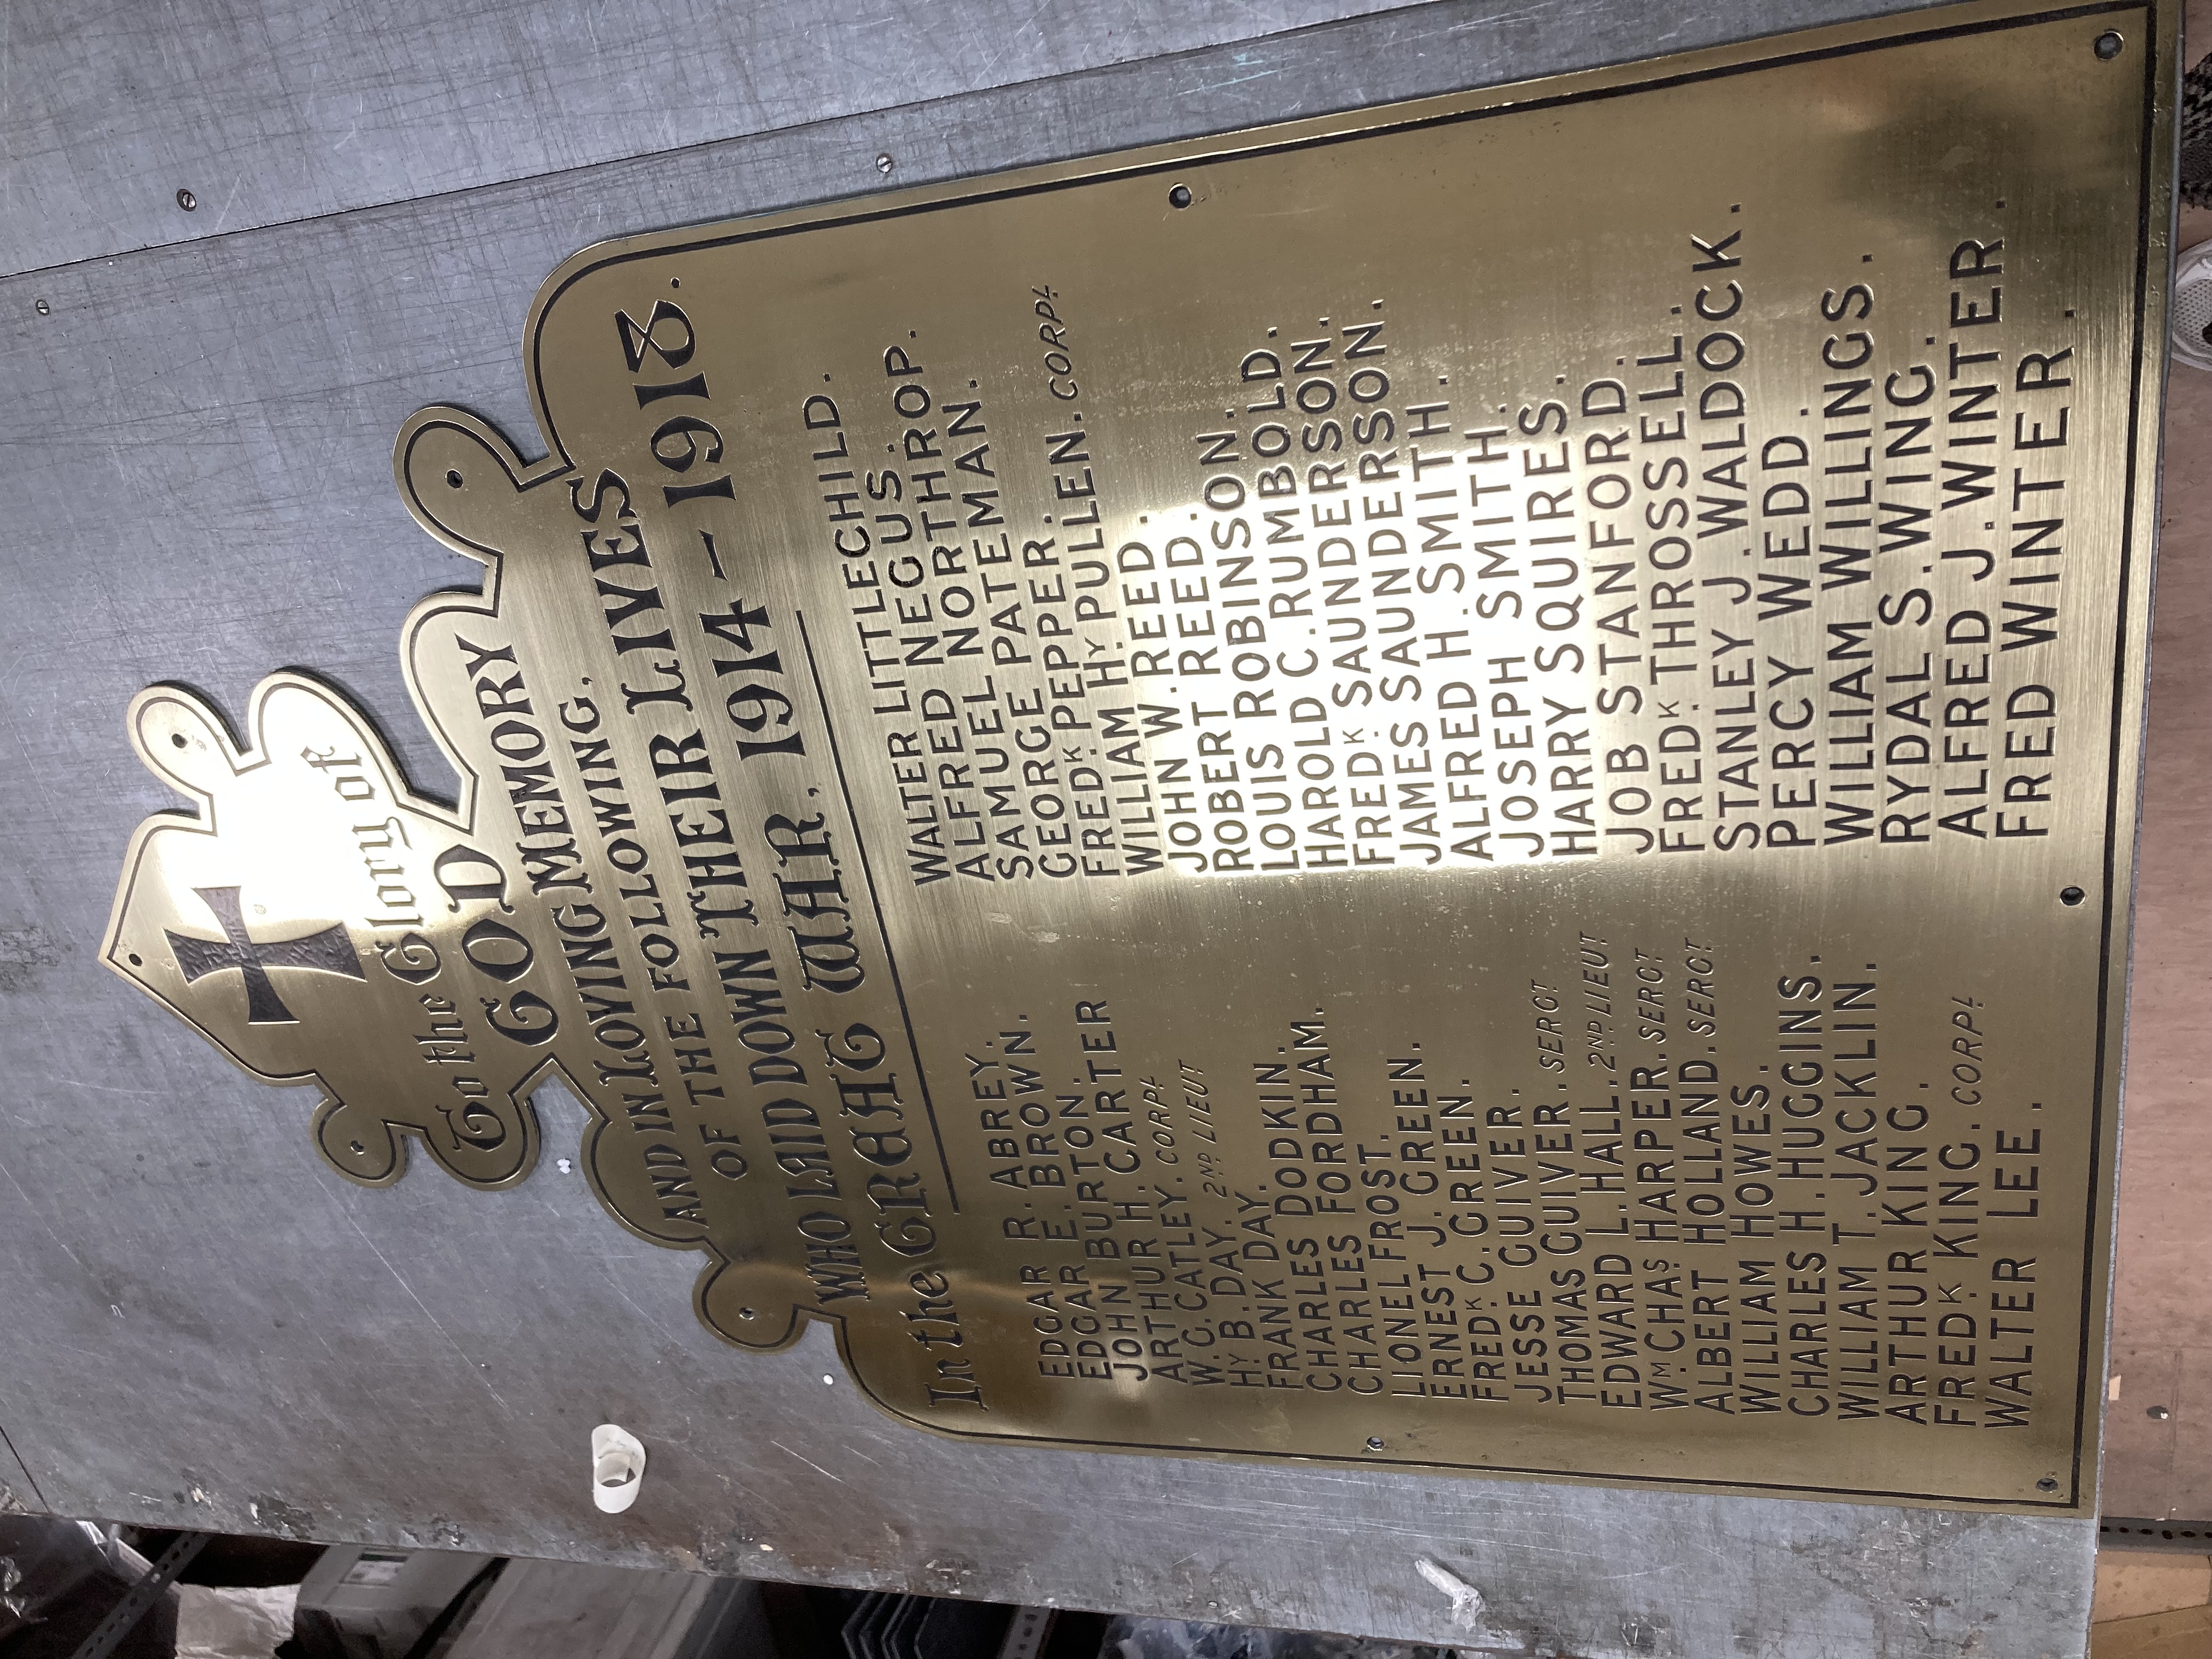 To the Glory of
GOD
AND IN LOVING MEMORY
OF THE FOLLOWING,
WHO LAID DOWN THEIR LIVES
In the GREAT WAR, 1914 – 1918.
EDGAR R. ABREY.
EDGAR E. BROWN.
JOHN BURTON.
ARTHUR H. CARTER
W. G. CATLEY. CORPL
HY B. DAY. 2ND LIEUT
FRANK DAY.
CHARLES DODKIN.
CHARLES FORDHAM.
LIONEL FROST.
ERNEST J. GREEN.
FREDK C. GREEN.
JESSE GUIVER.
THOMAS GUIVER. SERGT
EDWARD L. HALL. 2ND LIEUT
WM CHAS HARPER. SERGT
ALBERT HOLLAND. SERGT
WILLIAM HOWES.
CHARLES H. HUGGINS.
WILLIAM T. JACKLIN.
ARTHUR KING.
FREDK KING. CORPL
WALTER LEE.
WALTER LITTLECHILD.
ALFRED NEGUS.
SAMUEL NORTHROP.
GEORGE PATEMAN.
FREDK PEPPER.
WILLIAM HY PULLEN. CORPL
JOHN W. REED.
ROBERT REED.
LOUIS ROBINSON.
HAROLD C. RUMBOLD.
FREDK SAUNDERSON.
JAMES SAUNDERSON.
ALFRED H. SMITH.
JOSEPH SMITH.
HARRY SQUIRES.
JOB STANFORD.
FREDK THROSSELL.
STANLEY J. WALDOCK.
PERCY WEDD.
WILLIAM WILLINGS.
RYDAL S. WING.
ALFRED J. WINTER.
FRED WINTER.